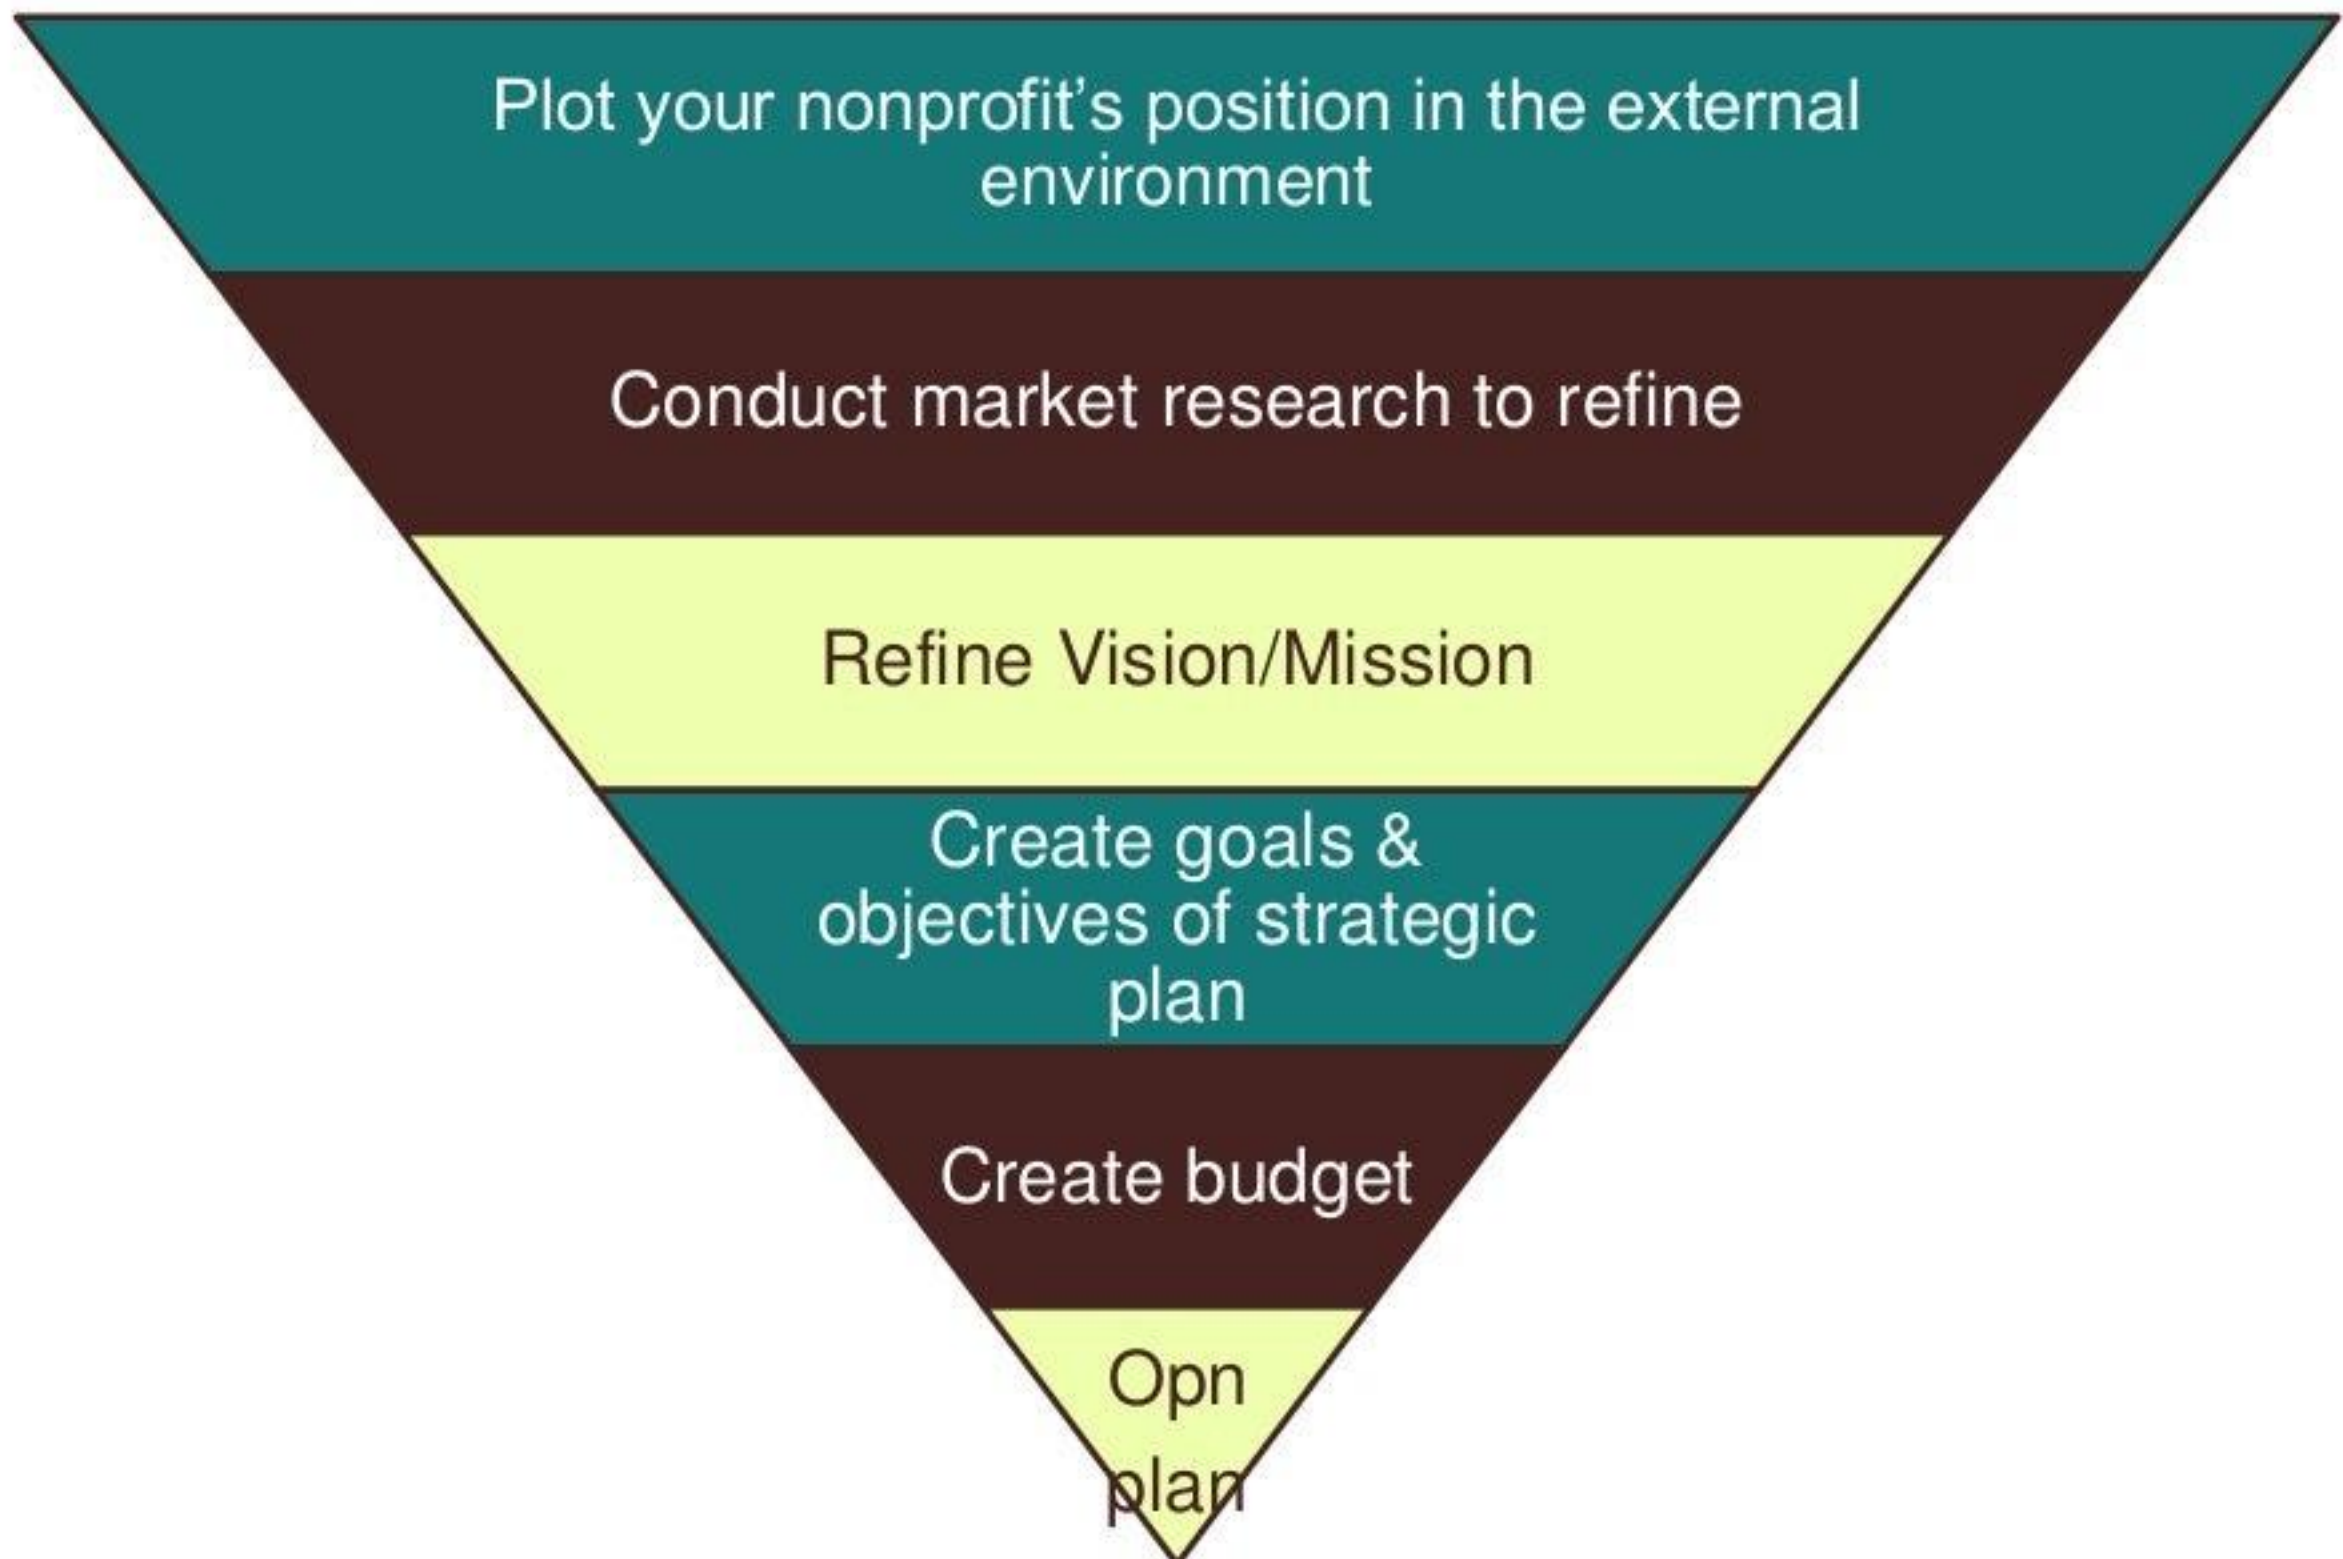 Plot your nonprofit’s position in the external
environment
Conduct market research to refine
Refine Vision/Mission
Create goals &
objectives of strategic
plan
Create budget
Opn
plan